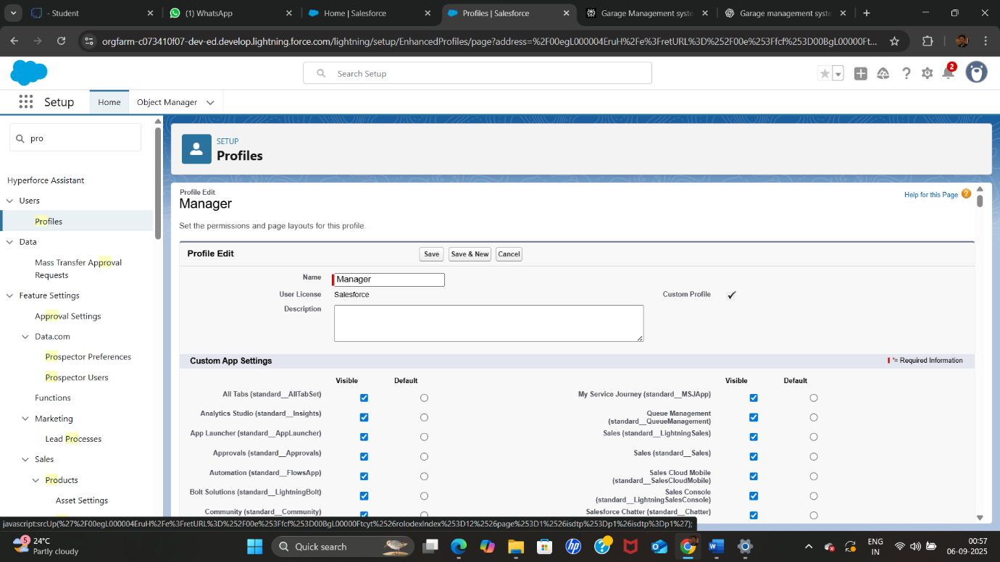 - Student
(1) WhatsApp
Home | Salesforce
Profiles | Salesforce
Garage Management syste
Garage management syste
orgfarm-c073410f07-dev-ed.develop.lightning.force.com/lightning/setup/EnhancedProfiles/page?address=%2F00egL000004EruH%2Fe%3FretURL%3D%252F00e%253Ffcf%253D00BgL00000Ft...
Search Setup
2
Setup
Home
Object Manager
pro
Hyperforce Assistant
Users
Profiles
Data
Mass Transfer Approval
Requests
Feature Settings
Approval Settings
Data.com
Prospector Preferences
Prospector Users
Functions
Marketing
Lead Processes
Sales
Products
Asset Settings
SETUP
Profiles
Profile Edit
Manager
Help for this Page
Set the permissions and page layouts for this profile.
Profile Edit
Save
Save & New
Cancel
Name
Manager
User License
Salesforce
Custom Profile
Description
Custom App Settings
= Required Information
Visible
Default
Visible
Default
All Tabs (standard__AllTabSet)
My Service Journey (standard__MSJApp)
Analytics Studio (standard__Insights)
Queue Management
(standard__QueueManagement)
App Launcher (standard__AppLauncher)
Sales (standard__LightningSales)
Approvals (standard__Approvals)
Sales (standard__Sales)
Automation (standard__FlowsApp)
Sales Cloud Mobile
(standard__SalesCloudMobile)
Bolt Solutions (standard__LightningBolt)
Sales Console
(standard__LightningSalesConsole)
Community (standard__Community)
Salesforce Chatter (standard__Chatter)
javascript:srcUp(%27%2F00egL000004EruH%2Fe%3FretURL%3D%252F00e%253Ffcf%253D00BgL00000Ftcyt%2526rolodexIndex%253D12%2526page%253D1%2526isdtp%253Dp1%26isdtp%3Dp1%27);
5
24°C
Partly cloudy
Quick search
ENG
IN
00:57
06-09-2025